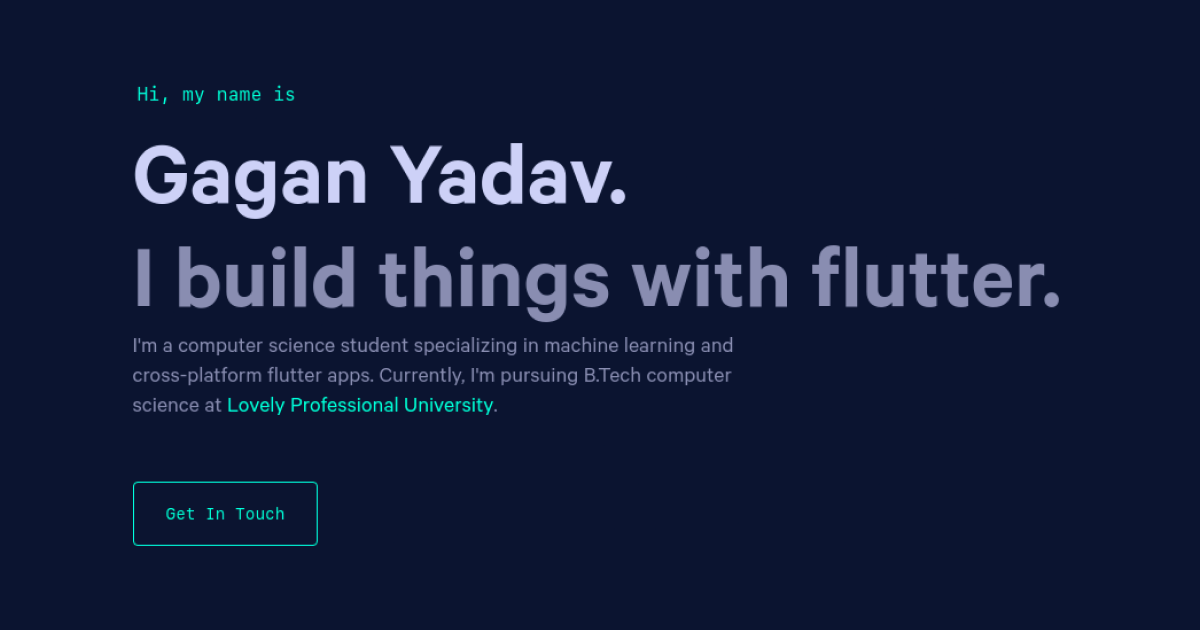 Hi, my name is
Gagan Yadav.
I build things with flutter.
I'm a computer science student specializing in machine learning and
cross-platform flutter apps. Currently, I'm pursuing B.Tech computer
science at Lovely Professional University.
Get In Touch